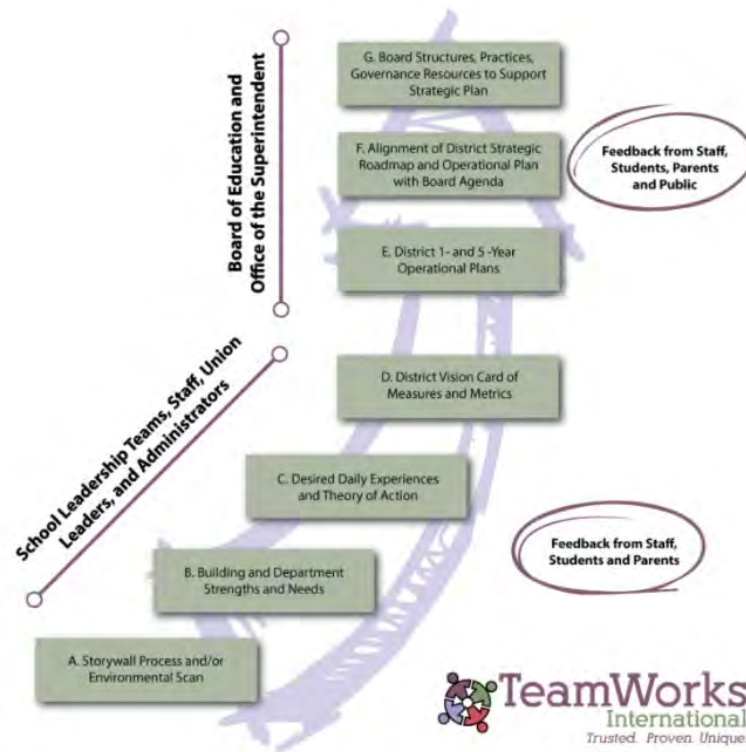 Board of Education and
Office of the Superintendent
G. Board Structures, Practices,
Governance Resources to Support
Strategic Plan
F. Alignment of District Strategic
Roadmap and Operational Plan
with Board Agenda
Feedback from Staff,
Students, Parents
and Public
E. District 1- and 5 -Year
Operational Plans
School Leadership Teams, Staff, Union
Leaders, and Administrators
D. District Vision Card of
Measures and Metrics
C. Desired Daily Experiences
and Theory of Action
Feedback from Staff,
Students and Parents
B. Building and Department
Strengths and Needs
A. Storywall Process and/or
Environmental Scan
TeamWorks
International
Trusted. Proven. Unique